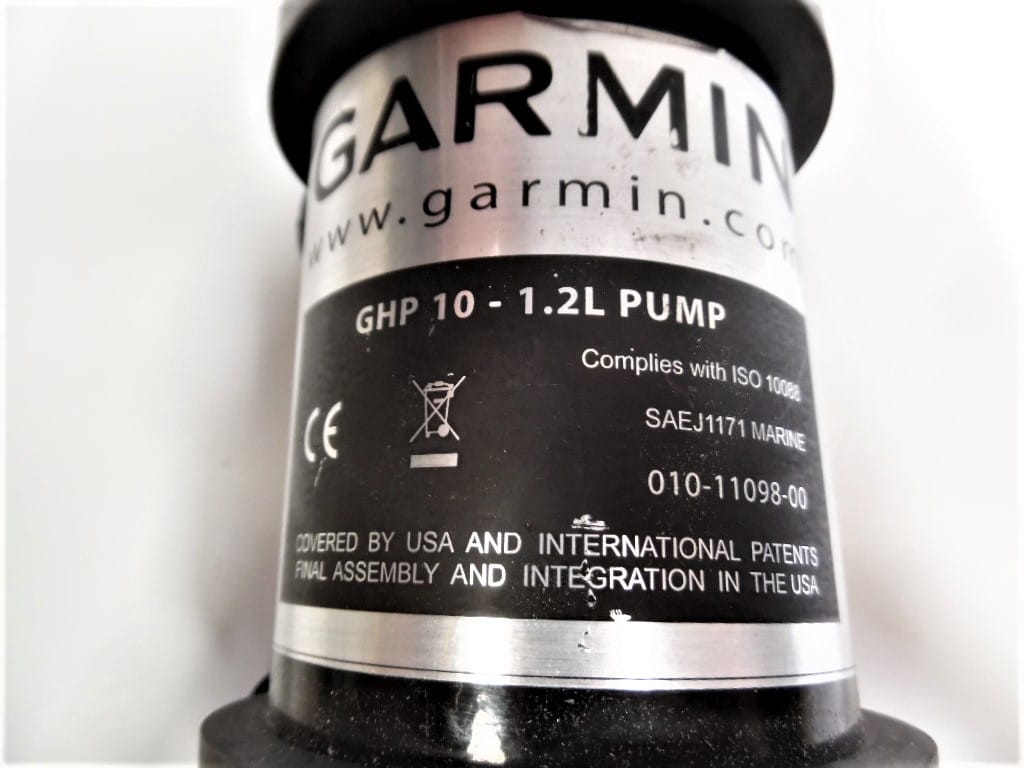 GARMIN
www.garmin.com
GHP 10 - 1.2L PUMP
Complies with ISO 10088
SAEJ1171 MARINE
CE
010-11098-00
COVERED BY USA AND INTERNATIONAL PATENTS
FINAL ASSEMBLY AND INTEGRATION IN THE USA